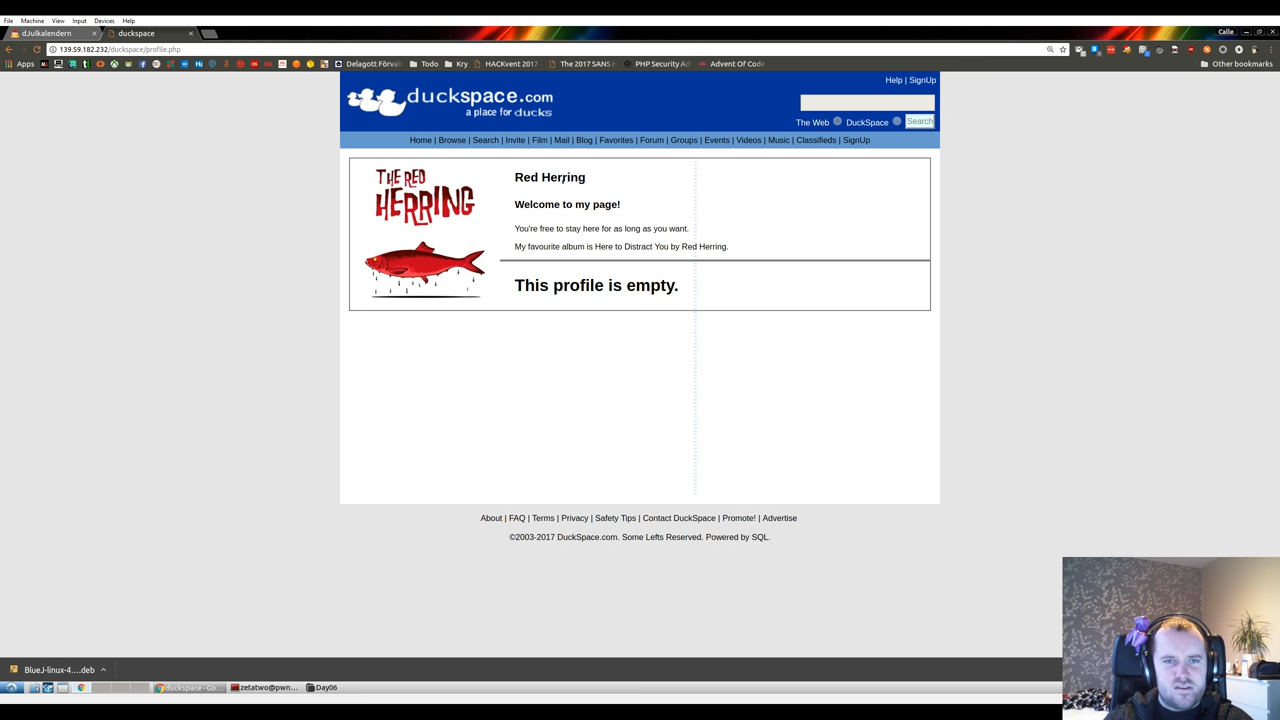 File Machine View Input Devices Help
dJulkalendern
duckspace
Calle
139.59.182.232/duckspace/profile.php
Apps
Delagott Förval
Todo
Kry
HACKvent 2017
The 2017 SANS H
PHP Security Ad
Advent Of Code
Other bookmarks
Help | SignUp
duckspace.com
a place for ducks
The Web DuckSpace Search
Home | Browse | Search | Invite | Film | Mail | Blog | Favorites | Forum | Groups | Events | Videos | Music | Classifieds | SignUp
THE RED
HERRING
Red Herring
Welcome to my page!
You're free to stay here for as long as you want.
My favourite album is Here to Distract You by Red Herring.
This profile is empty.
About | FAQ | Terms | Privacy | Safety Tips | Contact DuckSpace | Promote! | Advertise
©2003-2017 DuckSpace.com. Some Lefts Reserved. Powered by SQL.
BlueJ-linux-4....deb
duckspace - Go...
zetatwo@pwn...
Day06